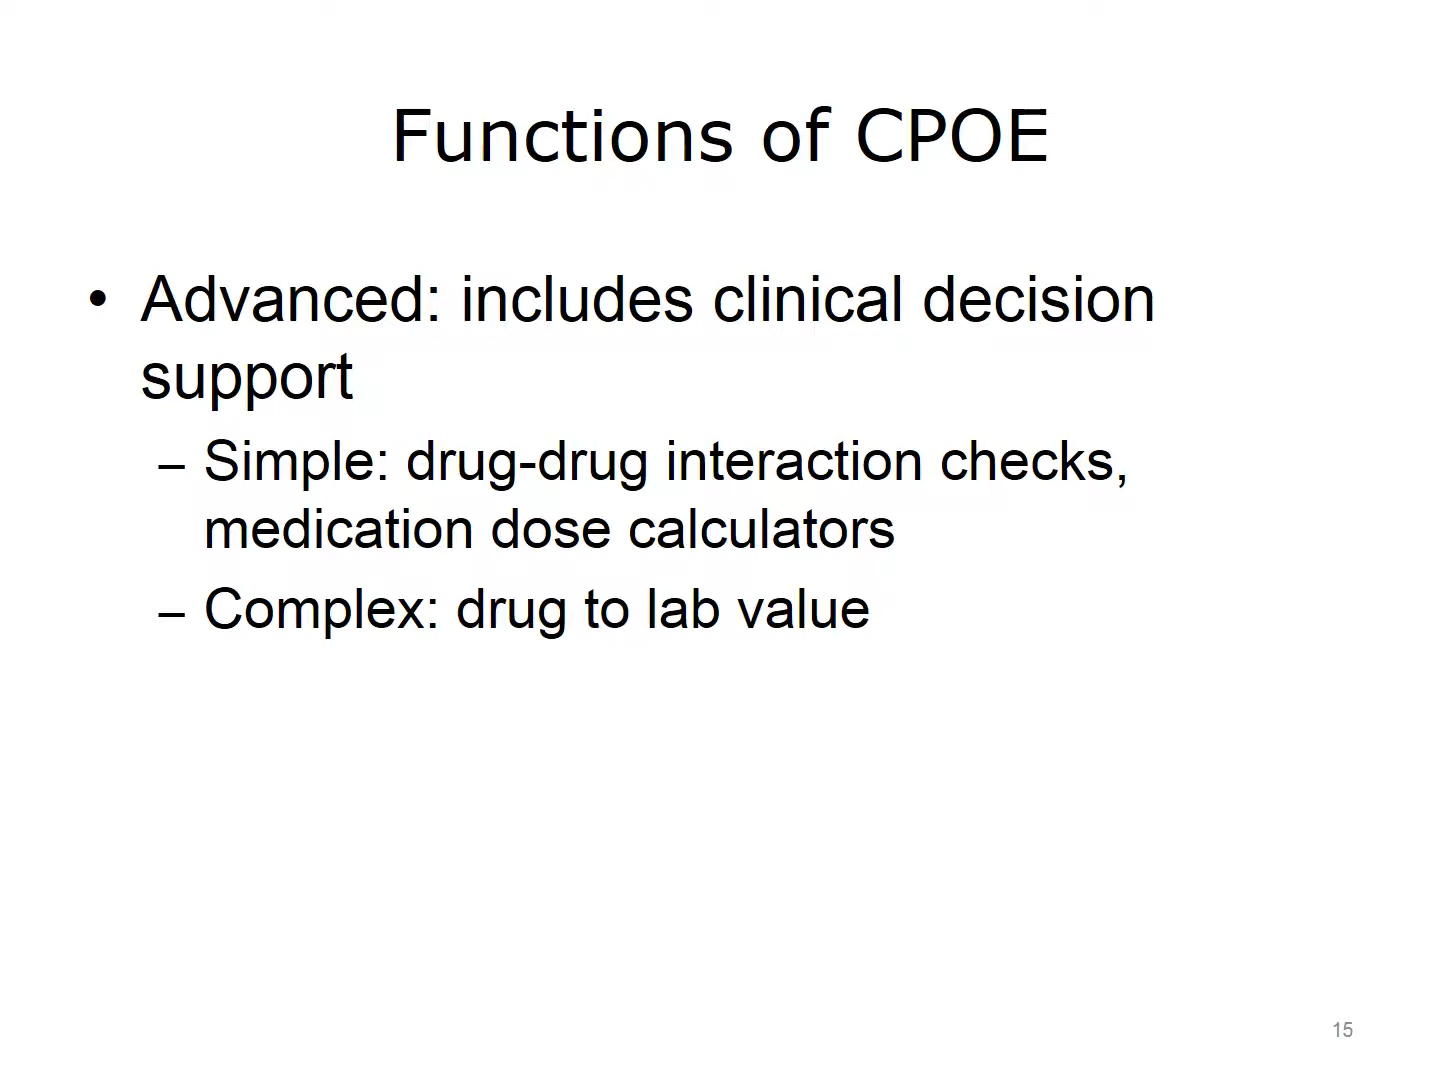 Functions of CPOE
• Advanced: includes clinical decision
support
– Simple: drug-drug interaction checks,
medication dose calculators
– Complex: drug to lab value
15